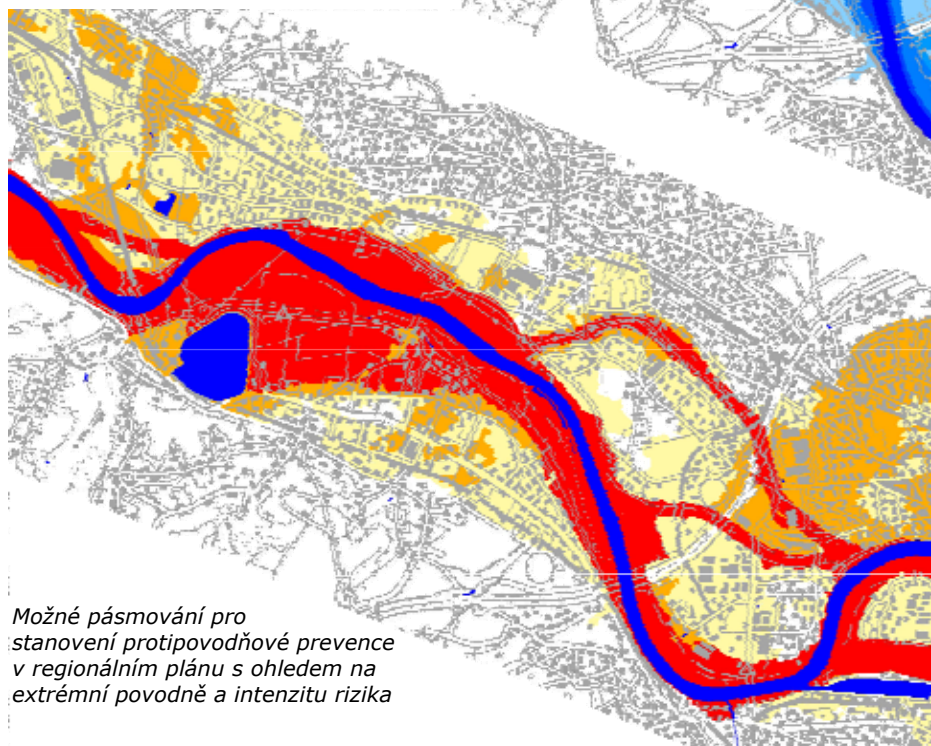 Možné pásmování pro
stanovení protipovodňové prevence
v regionálním plánu s ohledem na
extrémní povodně a intenzitu rizika